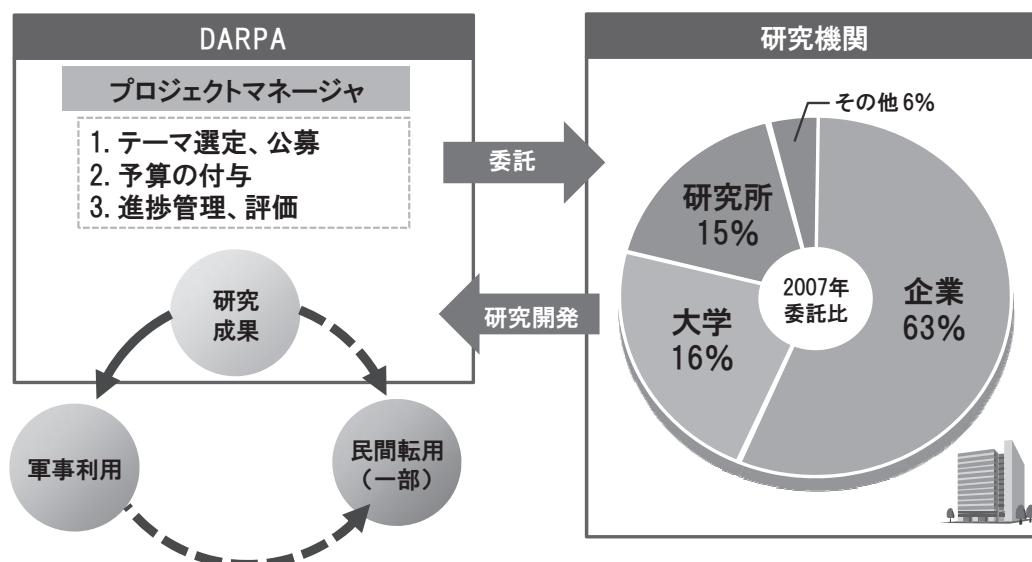 DARPA
プロジェクトマネージャ
1. テーマ選定、公募
2. 予算の付与
3. 進捗管理、評価
研究
成果
軍事利用
民間転用
(一部)
委託
研究開発
研究機関
その他 6%
研究所
15%
大学
16%
2007年
委託比
企業
63%